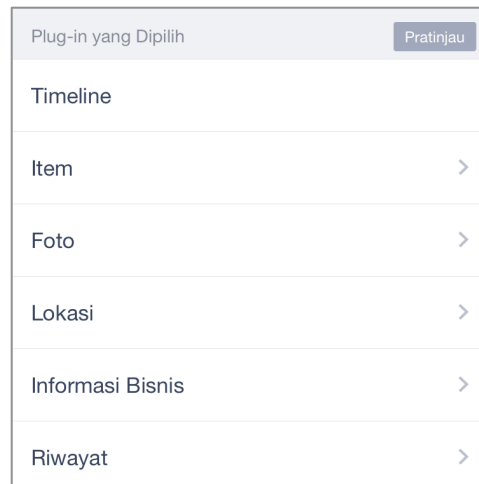 Plug-in yang Dipilih
Pratinjau
Timeline
Item
Foto
Lokasi
Informasi Bisnis
Riwayat